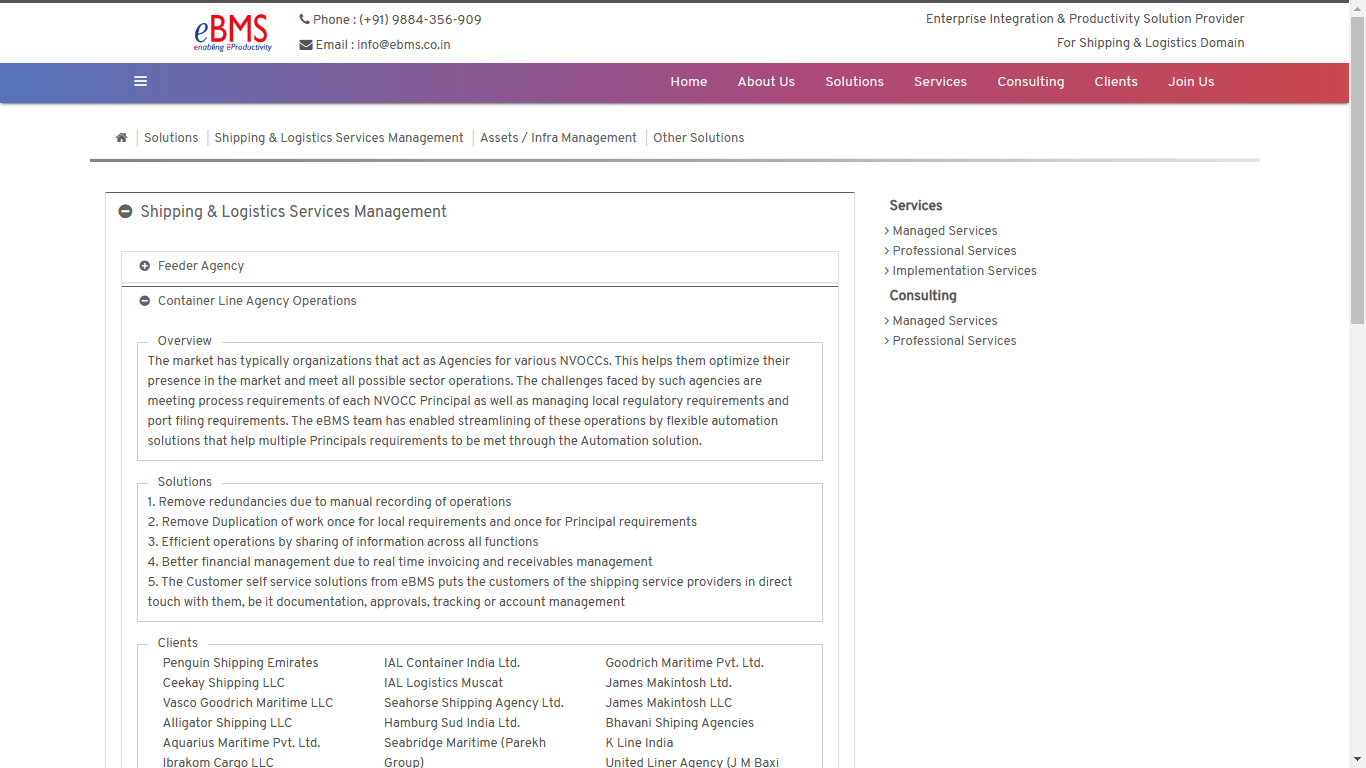 eBMS
enabling EProductivity
Phone : (+91) 9884-356-909
Email : info@ebms.co.in
Enterprise Integration & Productivity Solution Provider
For Shipping & Logistics Domain
Home About Us Solutions Services Consulting Clients Join Us
Solutions Shipping & Logistics Services Management Assets / Infra Management Other Solutions
Shipping & Logistics Services Management
Feeder Agency
Container Line Agency Operations
Overview
The market has typically organizations that act as Agencies for various NVOCCs. This helps them optimize their
presence in the market and meet all possible sector operations. The challenges faced by such agencies are
meeting process requirements of each NVOCC Principal as well as managing local regulatory requirements and
port filing requirements. The eBMS team has enabled streamlining of these operations by flexible automation
solutions that help multiple Principals requirements to be met through the Automation solution.
Solutions
1. Remove redundancies due to manual recording of operations
2. Remove Duplication of work once for local requirements and once for Principal requirements
3. Efficient operations by sharing of information across all functions
4. Better financial management due to real time invoicing and receivables management
5. The Customer self service solutions from eBMS puts the customers of the shipping service providers in direct
touch with them, be it documentation, approvals, tracking or account management
Clients
Penguin Shipping Emirates
Ceekay Shipping LLC
Vasco Goodrich Maritime LLC
Alligator Shipping LLC
Aquarius Maritime Pvt. Ltd.
Ibrakom Cargo LLC
IAL Container India Ltd.
IAL Logistics Muscat
Seahorse Shipping Agency Ltd.
Hamburg Sud India Ltd.
Seabridge Maritime (Parekh
Group)
Goodrich Maritime Pvt. Ltd.
James Makintosh Ltd.
James Makintosh LLC
Bhavani Shiping Agencies
K Line India
United Liner Agency (J M Baxi
Services
Managed Services
Professional Services
Implementation Services
Consulting
Managed Services
Professional Services